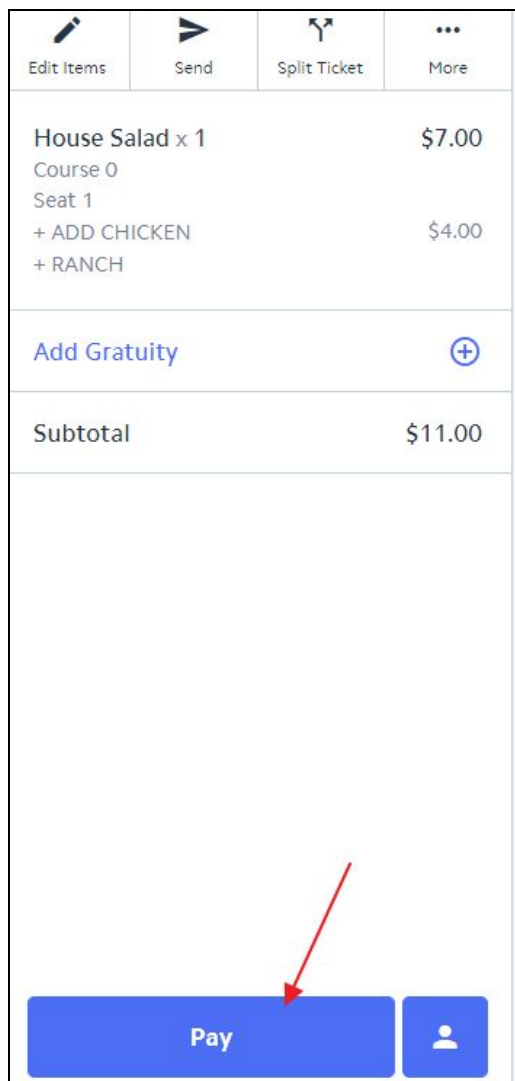 Edit Items Send Split Ticket More
House Salad x 1 $7.00
Course 0
Seat 1
+ ADD CHICKEN $4.00
+ RANCH
Add Gratuity
Subtotal $11.00
Pay